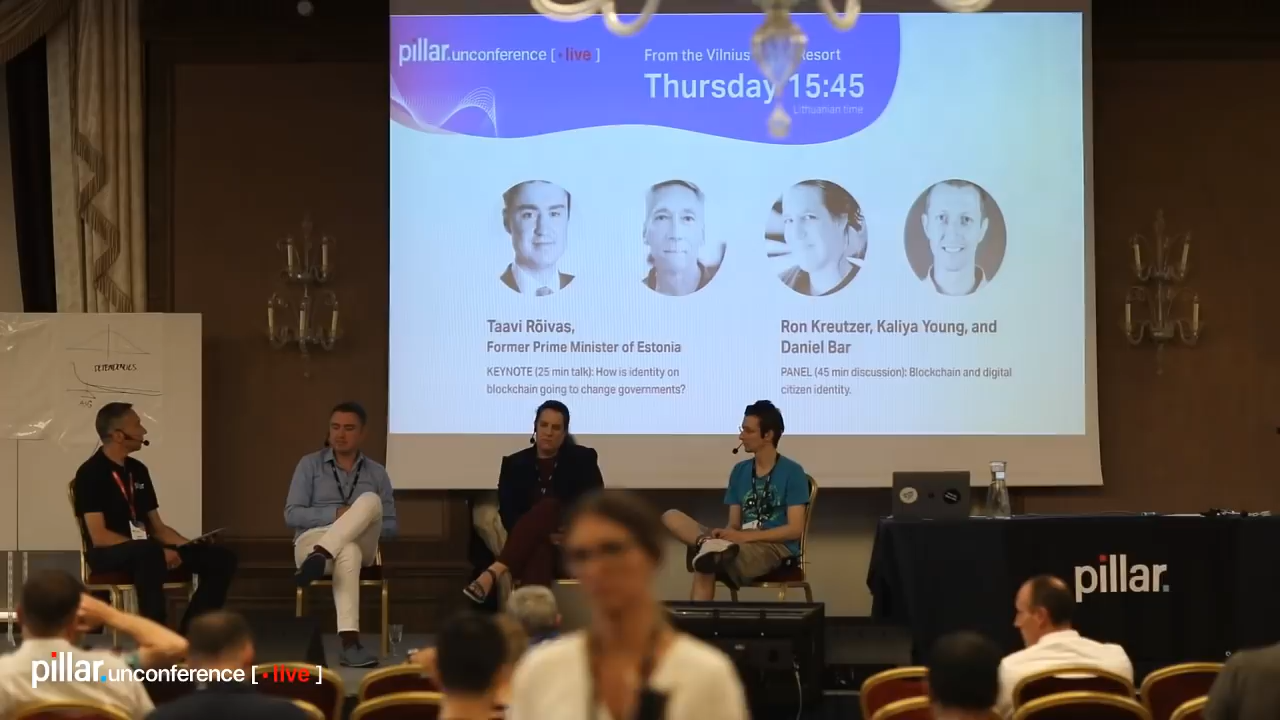 pillar.unconference [•live ]
From the Vilnius
esort
Thursday 15:45
Lithuanian time
Taavi Rõivas,
Former Prime Minister of Estonia
KEYNOTE (25 min talk): How is identity on
blockchain going to change governments?
Ron Kreutzer, Kaliya Young, and
Daniel Bar
PANEL (45 min discussion): Blockchain and digital
citizen identity.
DEPENDENCIES
pillar.
pillar.unconference [•live ]